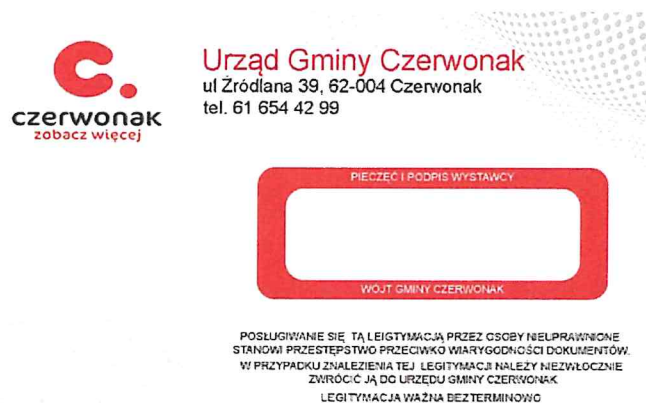 c.
czerwonak
zobacz więcej
Urząd Gminy Czerwonak
ul Źródlana 39, 62-004 Czerwonak
tel. 61 654 42 99
PIECZĘĆ I PODPIS WYSTAWCY
WÓJT GMINY CZERWONAK
POSŁUGIWANIE SIĘ TĄ LEIGTYMACJĄ PRZEZ OSOBY NIEUPRAWNIONE
STANOWI PRZESTĘPSTWO PRZECIWKO WIARYGODNOŚCI DOKUMENTÓW.
W PRZYPADKU ZNALEZIENIA TEJ LEGITYMACJI NALEŻY NIEZWŁOCZNIE
ZWRÓCIĆ JĄ DO URZĘDU GMINY CZERWONAK
LEGITYMACJA WAŻNA BEZTERMINOWO